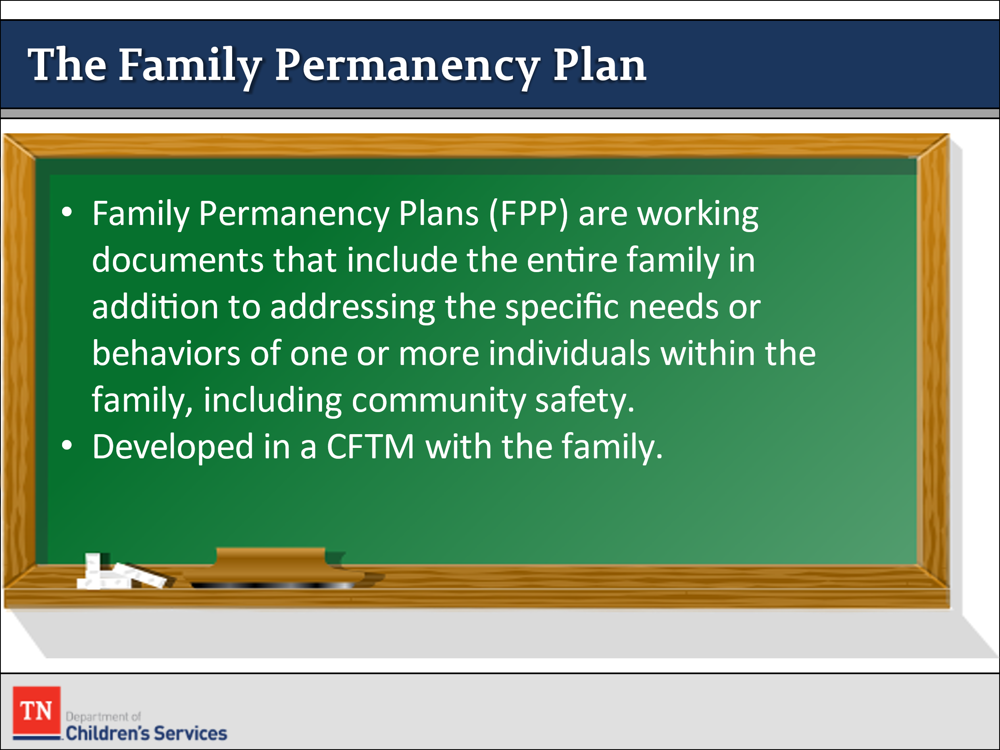 The Family Permanency Plan
• Family Permanency Plans (FPP) are working
documents that include the entire family in
addition to addressing the specific needs or
behaviors of one or more individuals within the
family, including community safety.
• Developed in a CFTM with the family.
TN
Department of
Children's Services